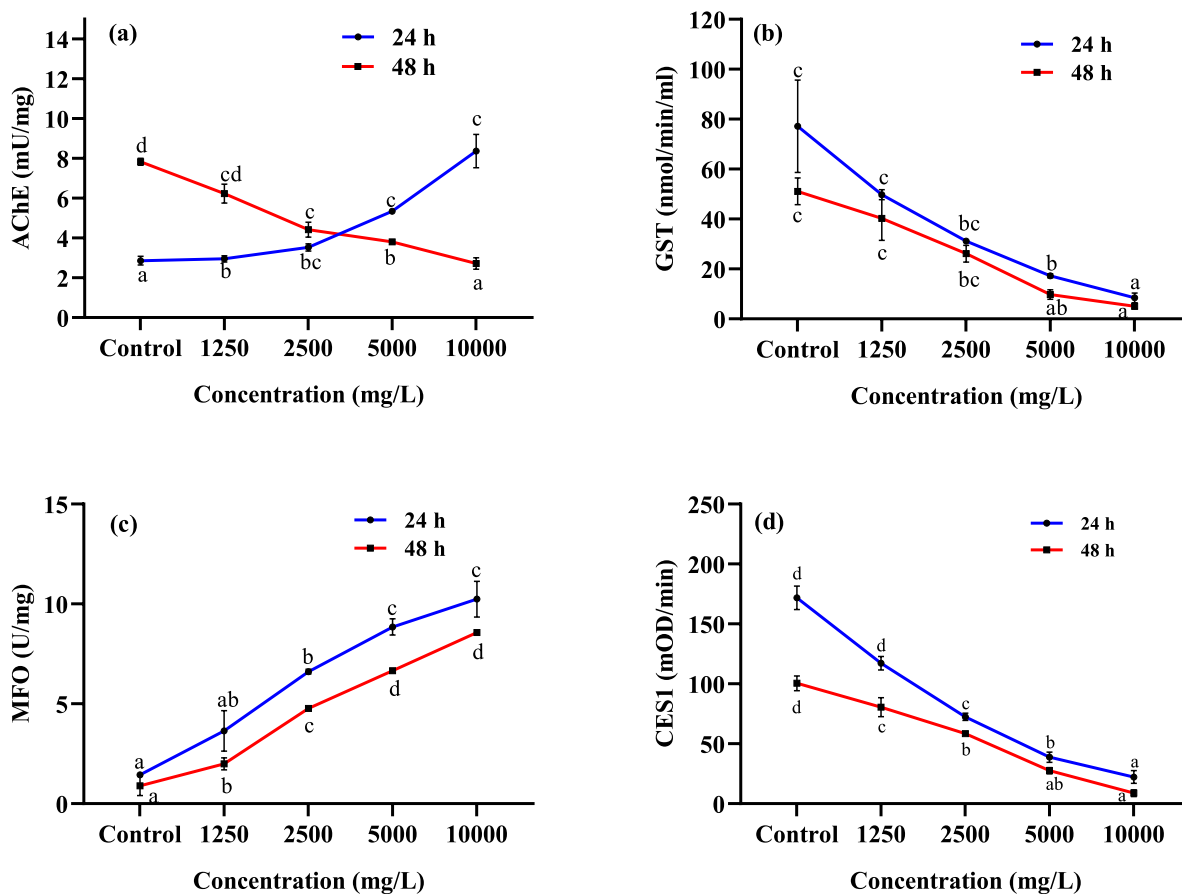 (a)
24 h
48 h
AChE (mU/mg)
14
12
10
8
6
4
2
0
d
cd
c
c
c
a
b
bc
b
a
Control 1250 2500 5000 10000
Concentration (mg/L)
(b)
24 h
48 h
GST (nmol/min/ml)
120
100
80
60
40
20
0
c
c
bc
b
a
c
c
bc
ab
a
Control 1250 2500 5000 10000
Concentration (mg/L)
(c)
24 h
48 h
MFO (U/mg)
15
10
5
0
a
ab
b
c
c
a
b
c
d
d
Control 1250 2500 5000 10000
Concentration (mg/L)
(d)
24 h
48 h
CES1 (mOD/min)
250
200
150
100
50
0
d
d
c
b
a
d
c
b
ab
a
Control 1250 2500 5000 10000
Concentration (mg/L)